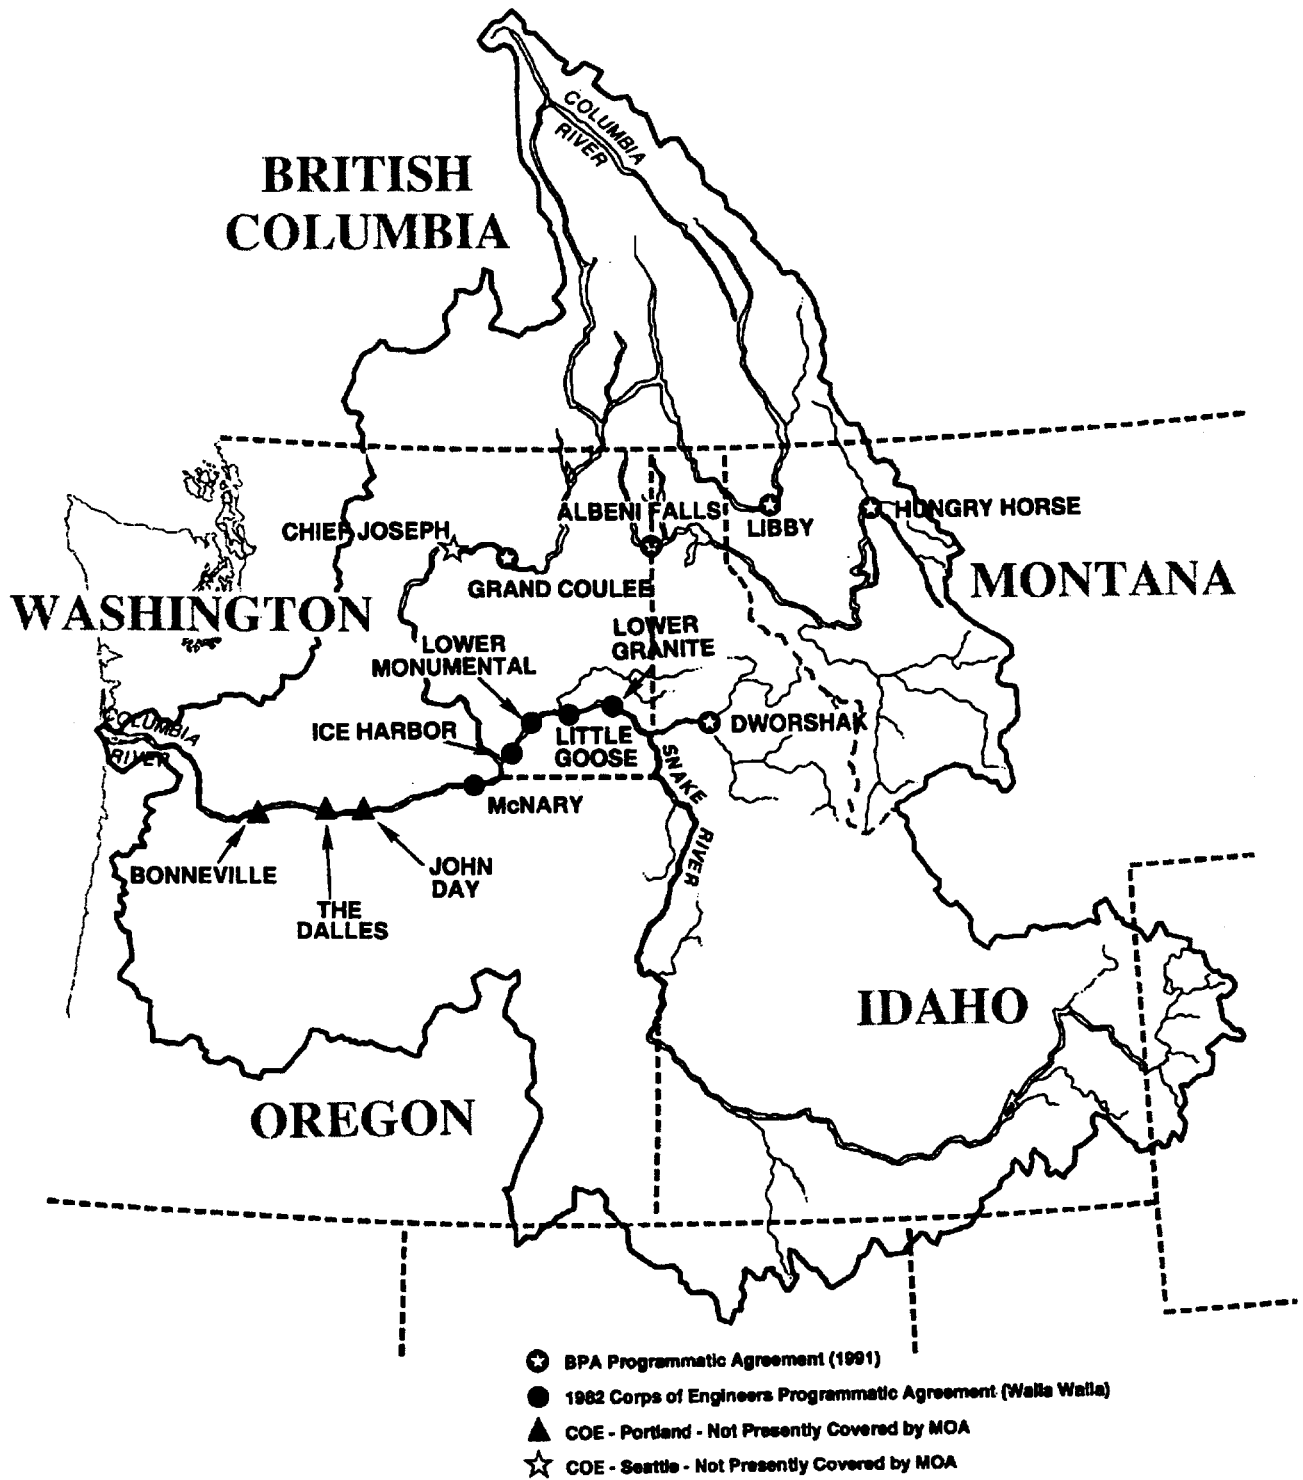 COLUMBIA
RIVER
BRITISH
COLUMBIA
CHIEF JOSEPH
ALBENI FALLS
LIBBY
HUNGRY HORSE
GRAND COULEE
MONTANA
WASHINGTON
LOWER
MONUMENTAL
LOWER
GRANITE
COLUMBIA
RIVER
ICE HARBOR
LITTLE
GOOSE
DWORSHAK
SNAKE
RIVER
McNARY
BONNEVILLE
THE
DALLES
JOHN
DAY
IDAHO
OREGON
BPA Programmatic Agreement (1991)
1982 Corps of Engineers Programmatic Agreement (Walla Walla)
COE - Portland - Not Presently Covered by MOA
COE - Seattle - Not Presently Covered by MOA